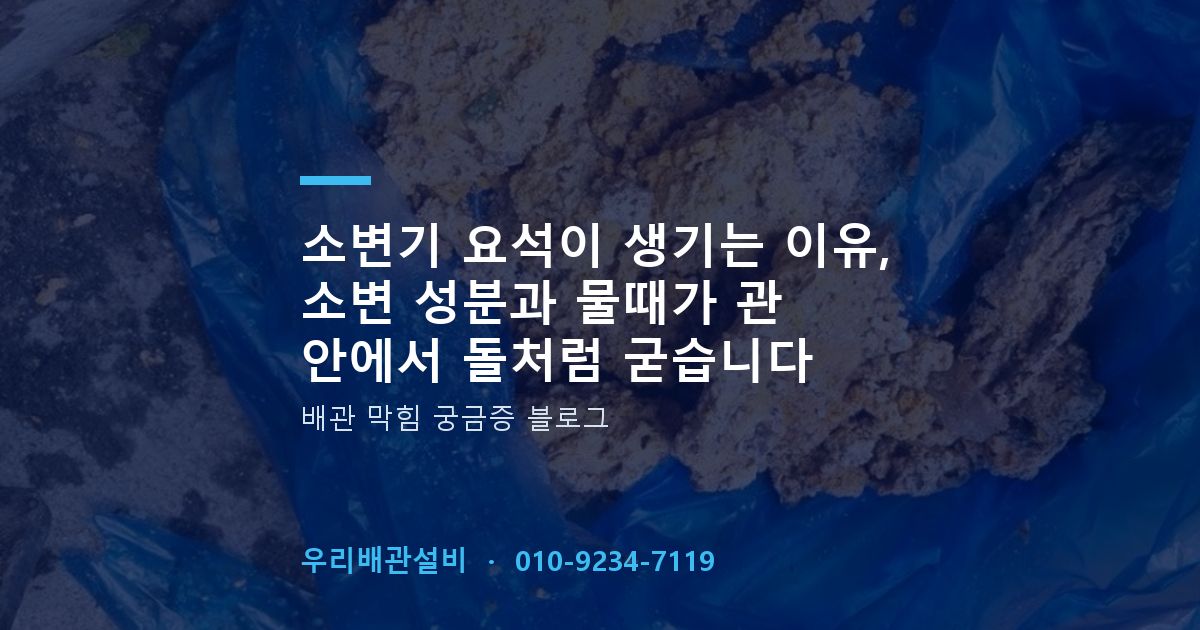 소변기 요석이 생기는 이유,
소변 성분과 물때가 관
안에서 돌처럼 굳습니다
배관 막힘 궁금증 블로그
우리배관설비 · 010-9234-7119